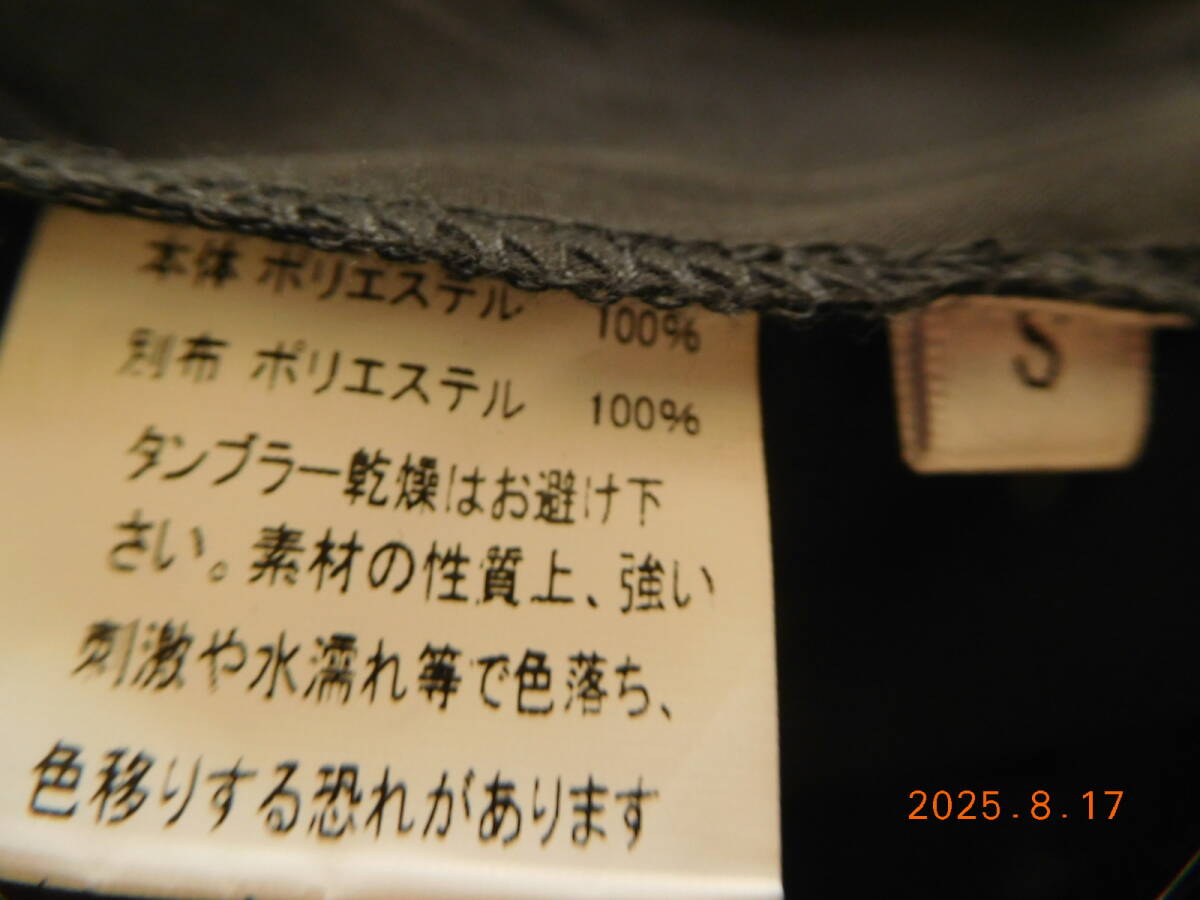 本体 ポリエステル 100%
別布 ポリエステル 100%
タンブラー乾燥はお避け下
さい。素材の性質上、強い
刺激や水濡れ等で色落ち、
色移りする恐れがあります
S
2025.8.17